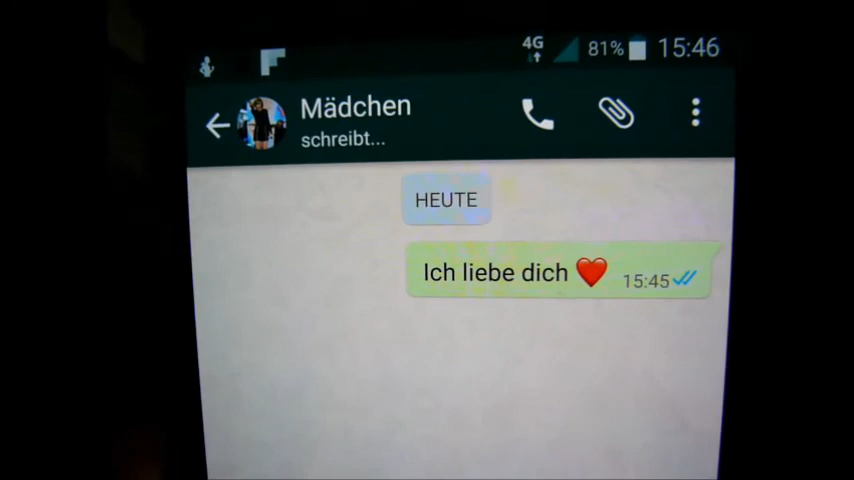 4G 81% 15:46
Mädchen
schreibt...
HEUTE
Ich liebe dich ❤️ 15:45